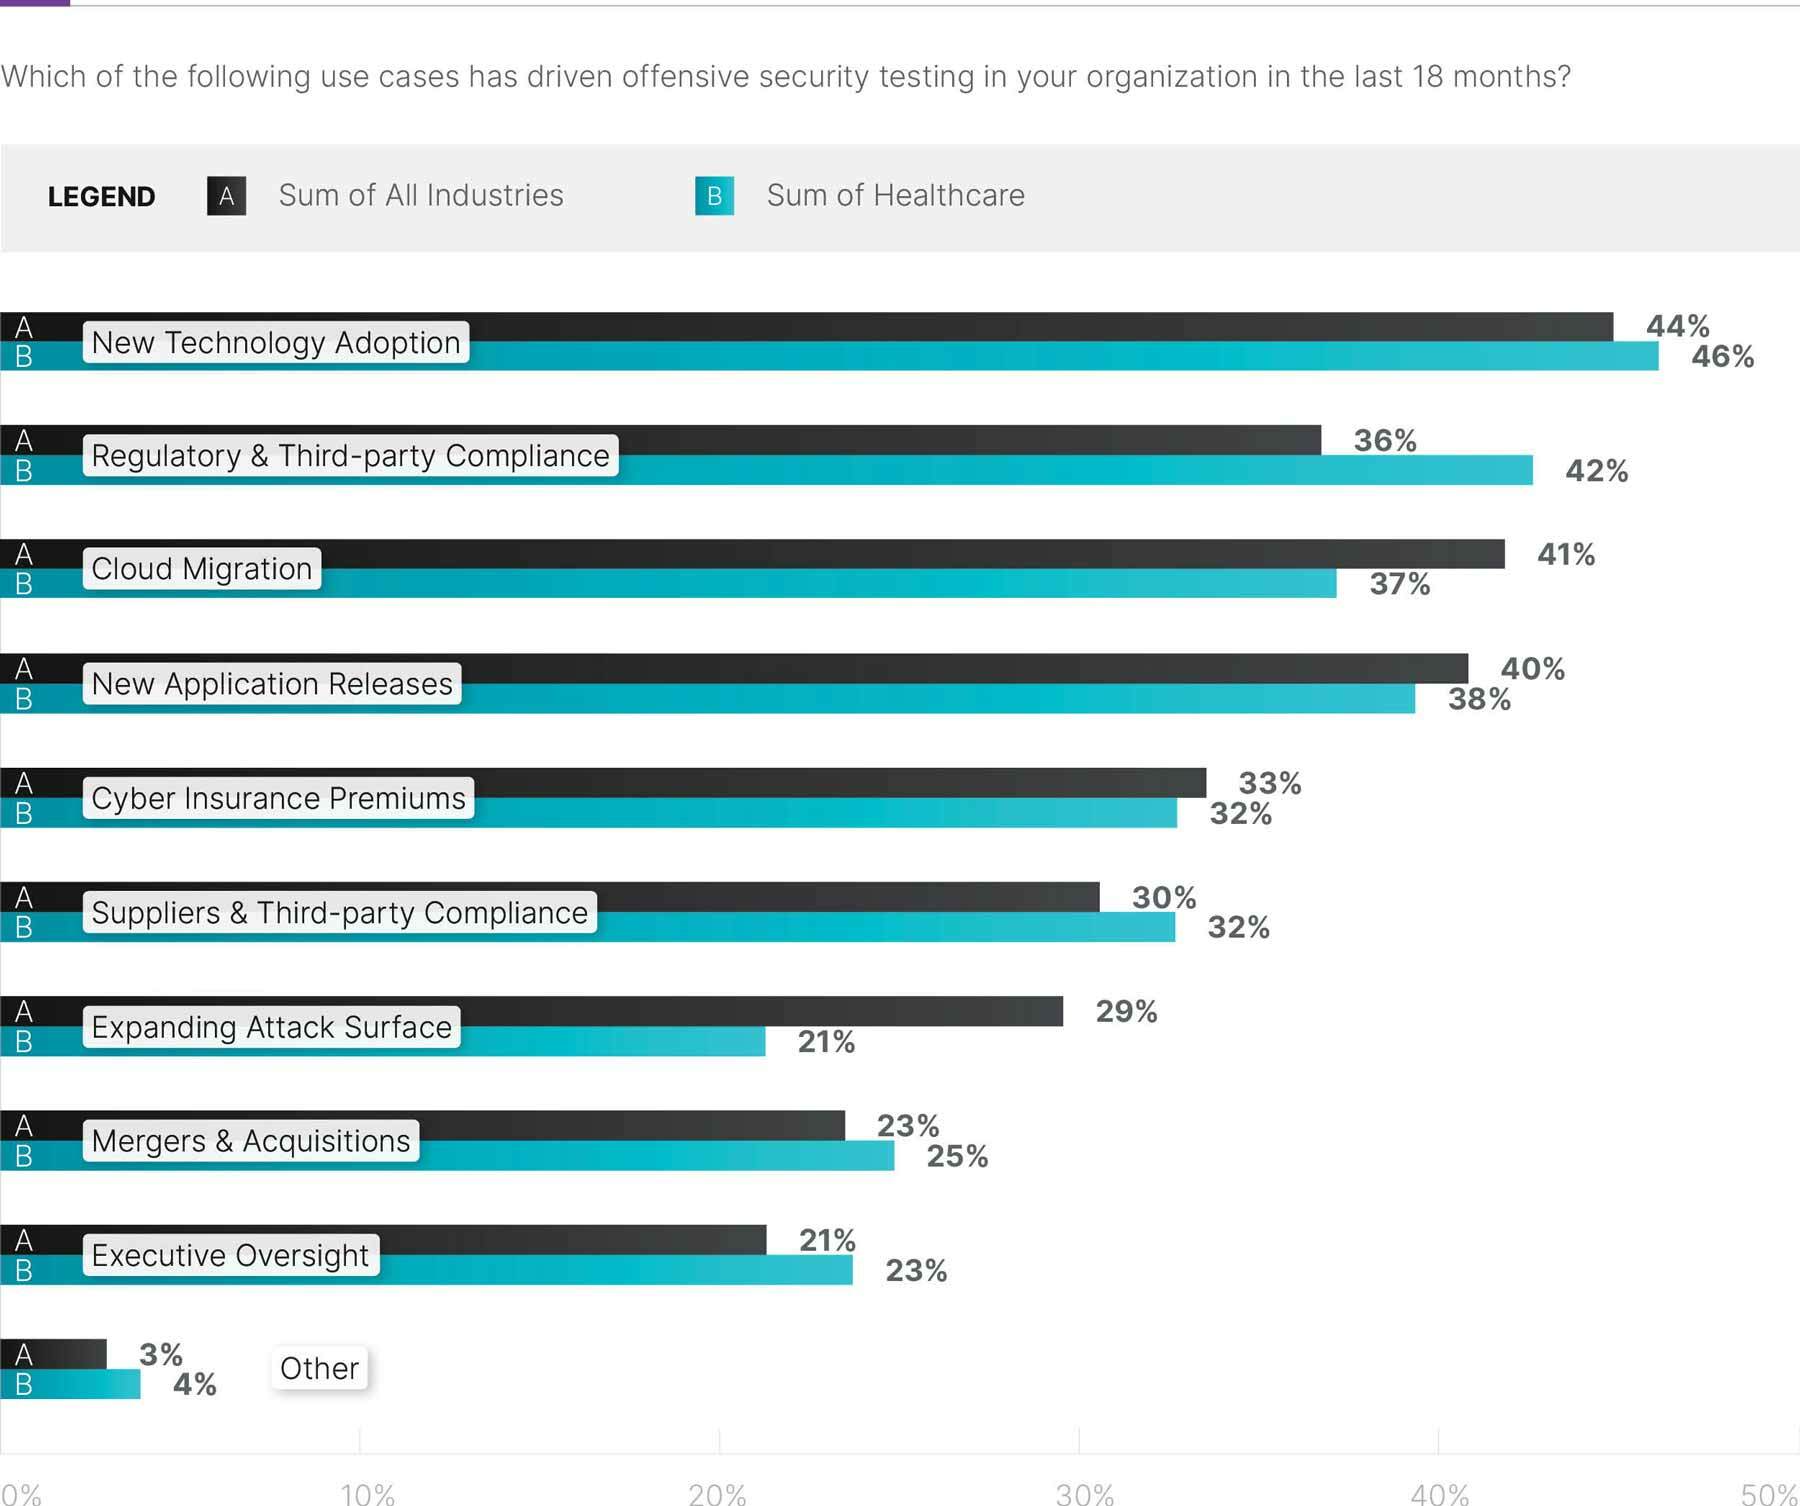 Which of the following use cases has driven offensive security testing in your organization in the last 18 months?
LEGEND A Sum of All Industries B Sum of Healthcare
A New Technology Adoption 44%
B 46%
A Regulatory & Third-party Compliance 36%
B 42%
A Cloud Migration 41%
B 37%
A New Application Releases 40%
B 38%
A Cyber Insurance Premiums 33%
B 32%
A Suppliers & Third-party Compliance 30%
B 32%
A Expanding Attack Surface 29%
B 21%
A Mergers & Acquisitions 23%
B 25%
A Executive Oversight 21%
B 23%
A 3% Other
B 4%
0% 10% 20% 30% 40% 50%